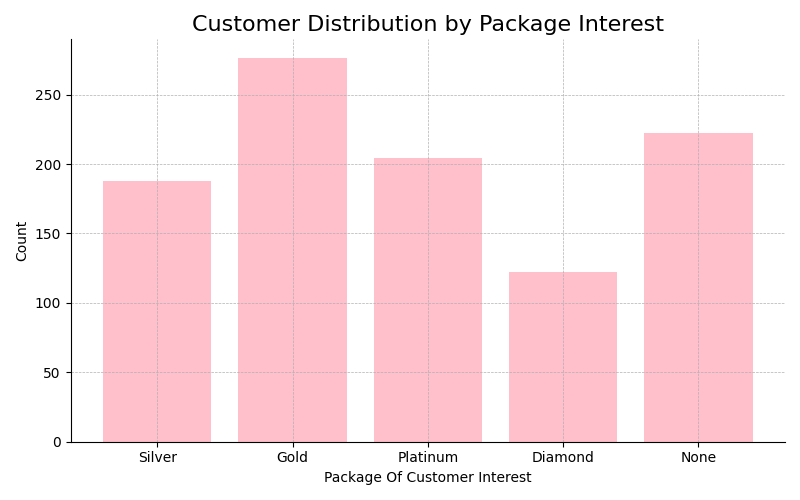 Customer Distribution by Package Interest
Count
250
200
150
100
50
0
Silver Gold Platinum Diamond None
Package Of Customer Interest